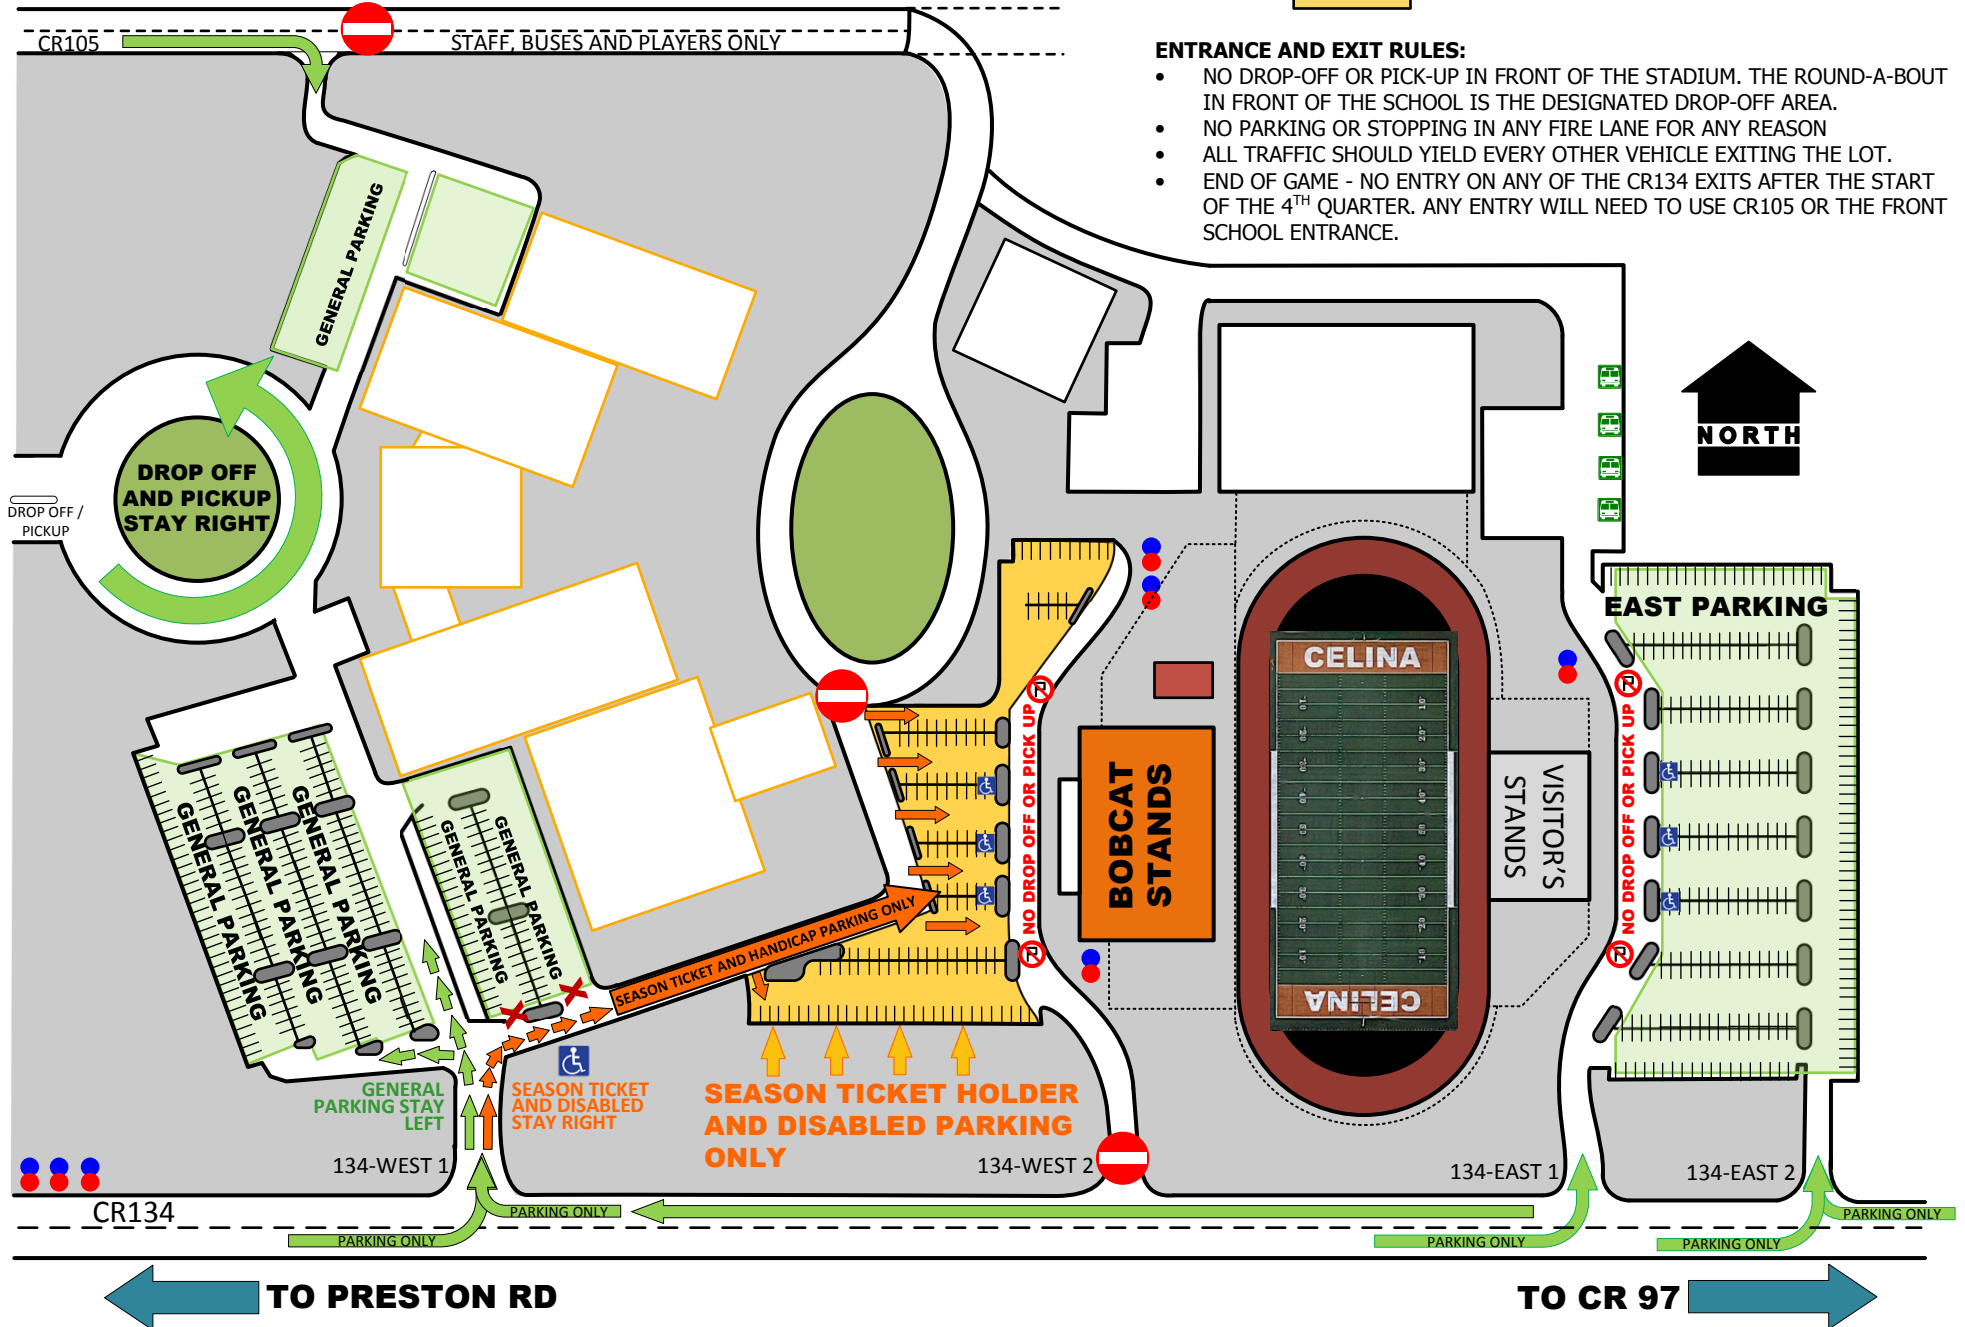 CR105
STAFF, BUSES AND PLAYERS ONLY
ENTRANCE AND EXIT RULES:
• NO DROP-OFF OR PICK-UP IN FRONT OF THE STADIUM. THE ROUND-A-BOUT
IN FRONT OF THE SCHOOL IS THE DESIGNATED DROP-OFF AREA.
• NO PARKING OR STOPPING IN ANY FIRE LANE FOR ANY REASON
• ALL TRAFFIC SHOULD YIELD EVERY OTHER VEHICLE EXITING THE LOT.
• END OF GAME - NO ENTRY ON ANY OF THE CR134 EXITS AFTER THE START
OF THE 4TH QUARTER. ANY ENTRY WILL NEED TO USE CR105 OR THE FRONT
SCHOOL ENTRANCE.
GENERAL PARKING
NORTH
DROP OFF
AND PICKUP
STAY RIGHT
DROP OFF /
PICKUP
EAST PARKING
CELINA
NO DROP OFF OR PICK UP
BOBCAT
STANDS
VISITOR'S
STANDS
NO DROP OFF OR PICK UP
GENERAL PARKING
GENERAL PARKING
GENERAL PARKING
GENERAL PARKING
GENERAL PARKING
SEASON TICKET AND HANDICAP PARKING ONLY
CELINA
GENERAL
PARKING STAY
LEFT
SEASON TICKET
AND DISABLED
STAY RIGHT
SEASON TICKET HOLDER
AND DISABLED PARKING
ONLY
134-WEST 1
134-WEST 2
134-EAST 1
134-EAST 2
CR134
PARKING ONLY
PARKING ONLY
PARKING ONLY
PARKING ONLY
PARKING ONLY
TO PRESTON RD
TO CR 97